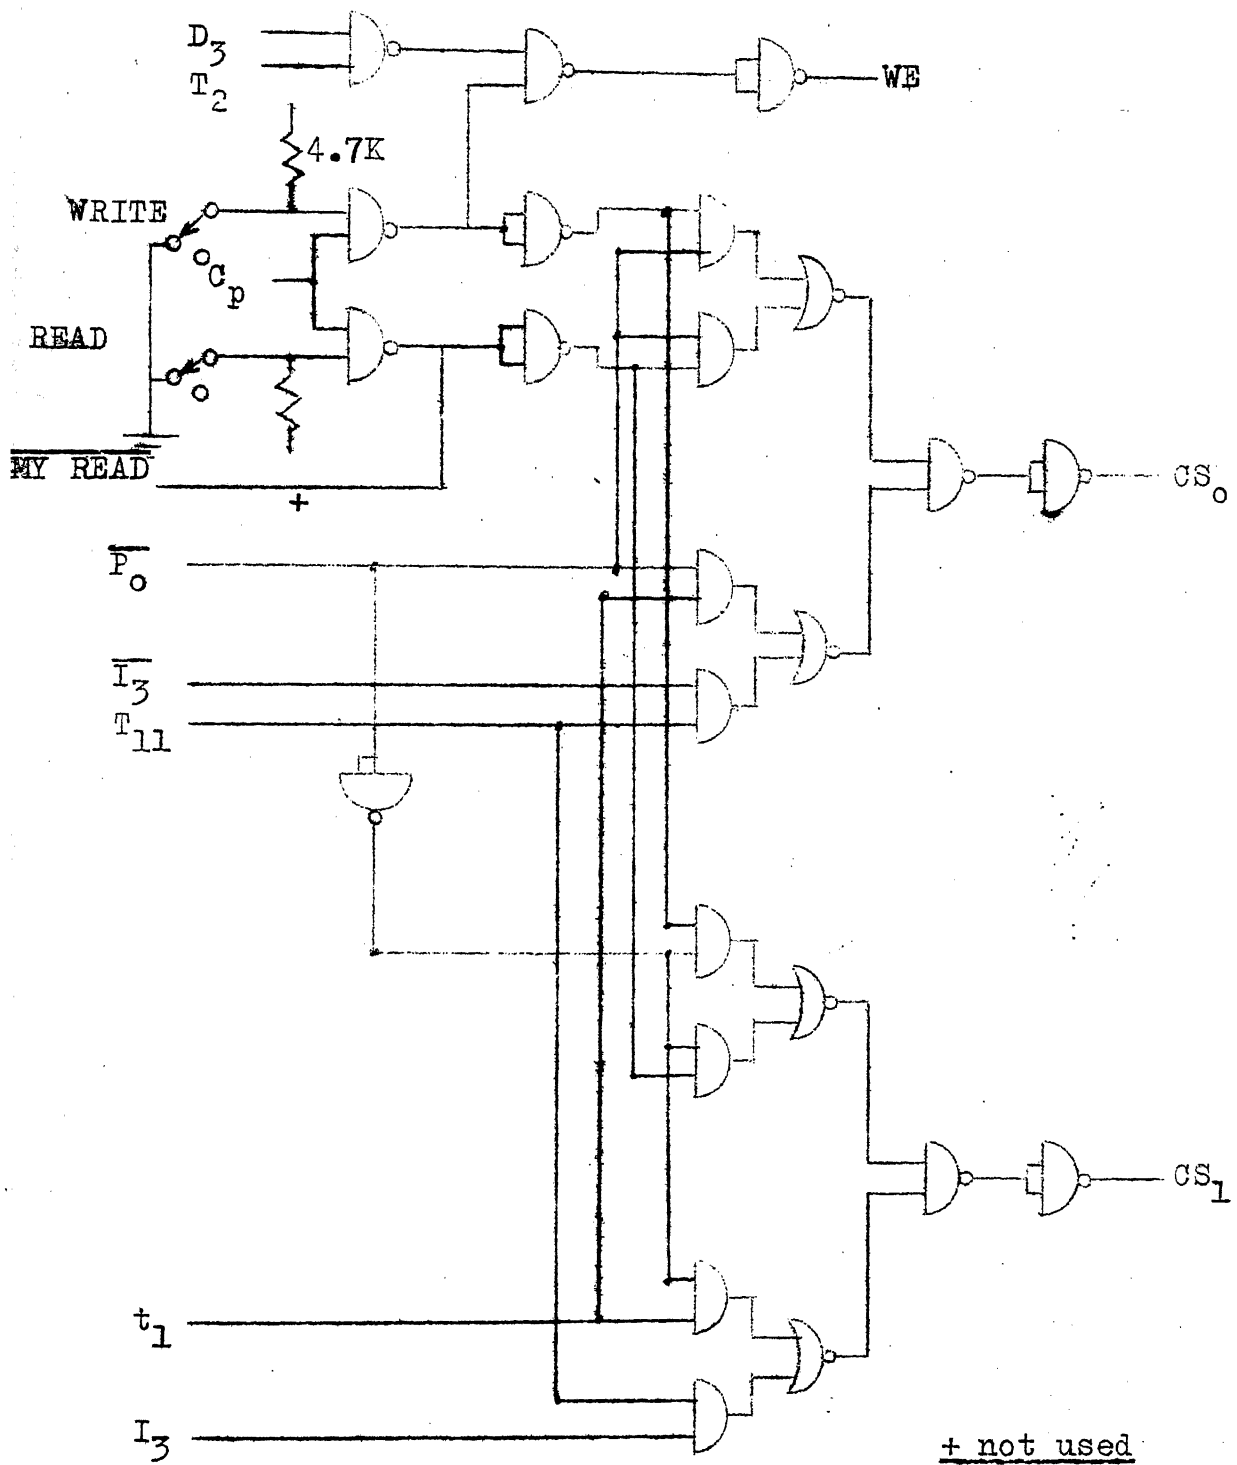 D3
T2
WE
4.7K
WRITE
Cp
READ
MY READ
+
CS0
P0
I3
T11
CS1
t1
I3
+ not used